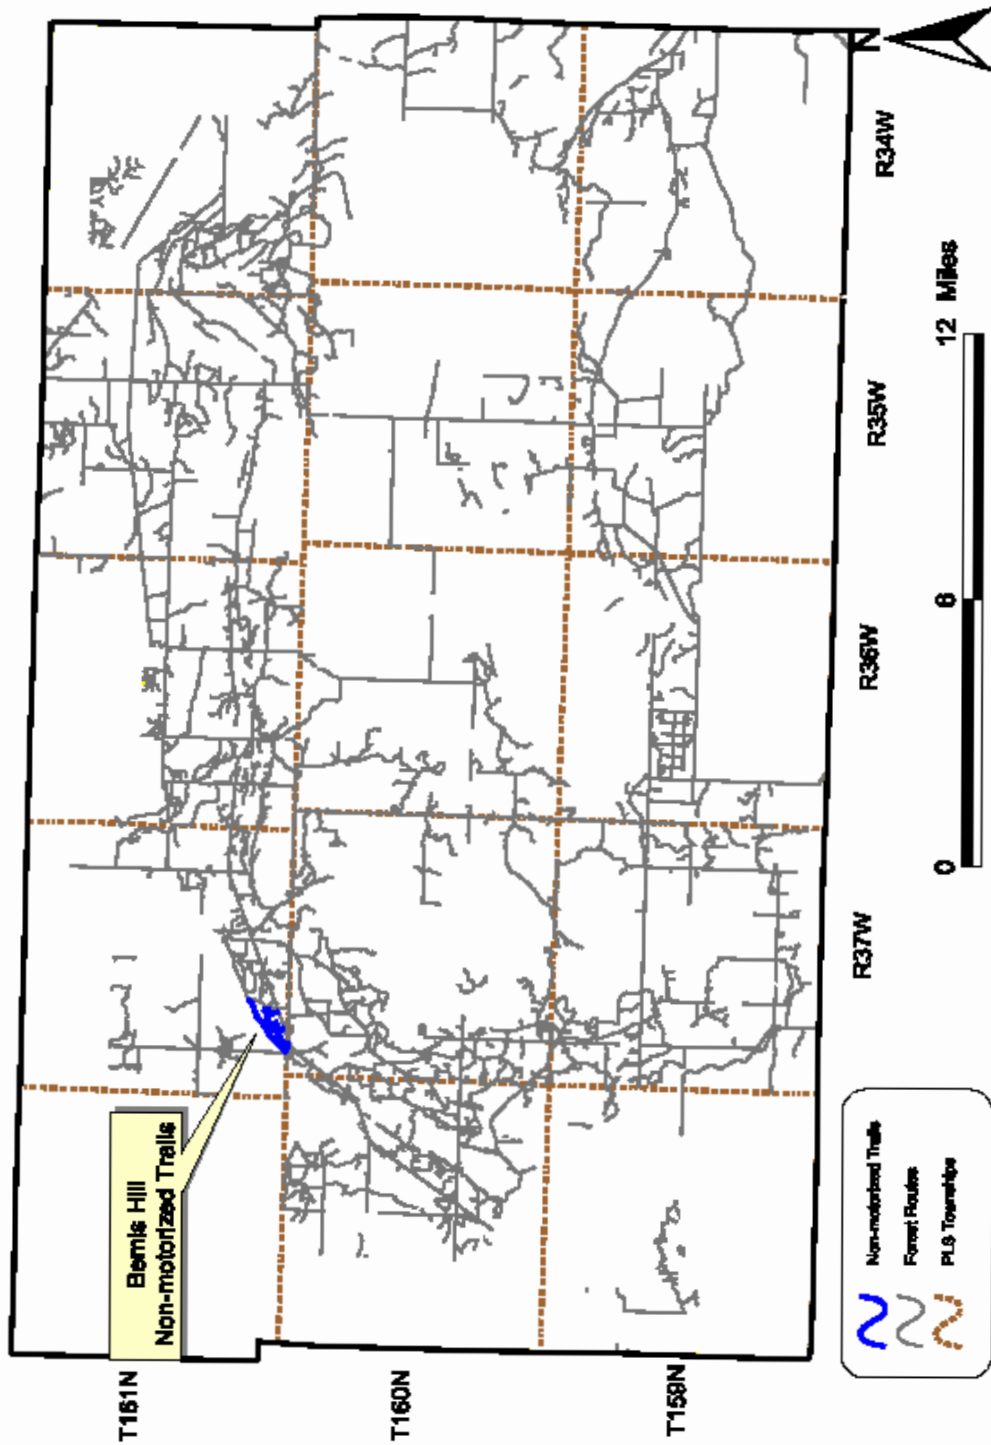 Bemis Hill
Non-motorized Trails
T161N
T160N
T159N
R37W
R36W
R35W
R34W
N
0 6 12 Miles
Non-motorized Trails
Forest Routes
PLS Townships